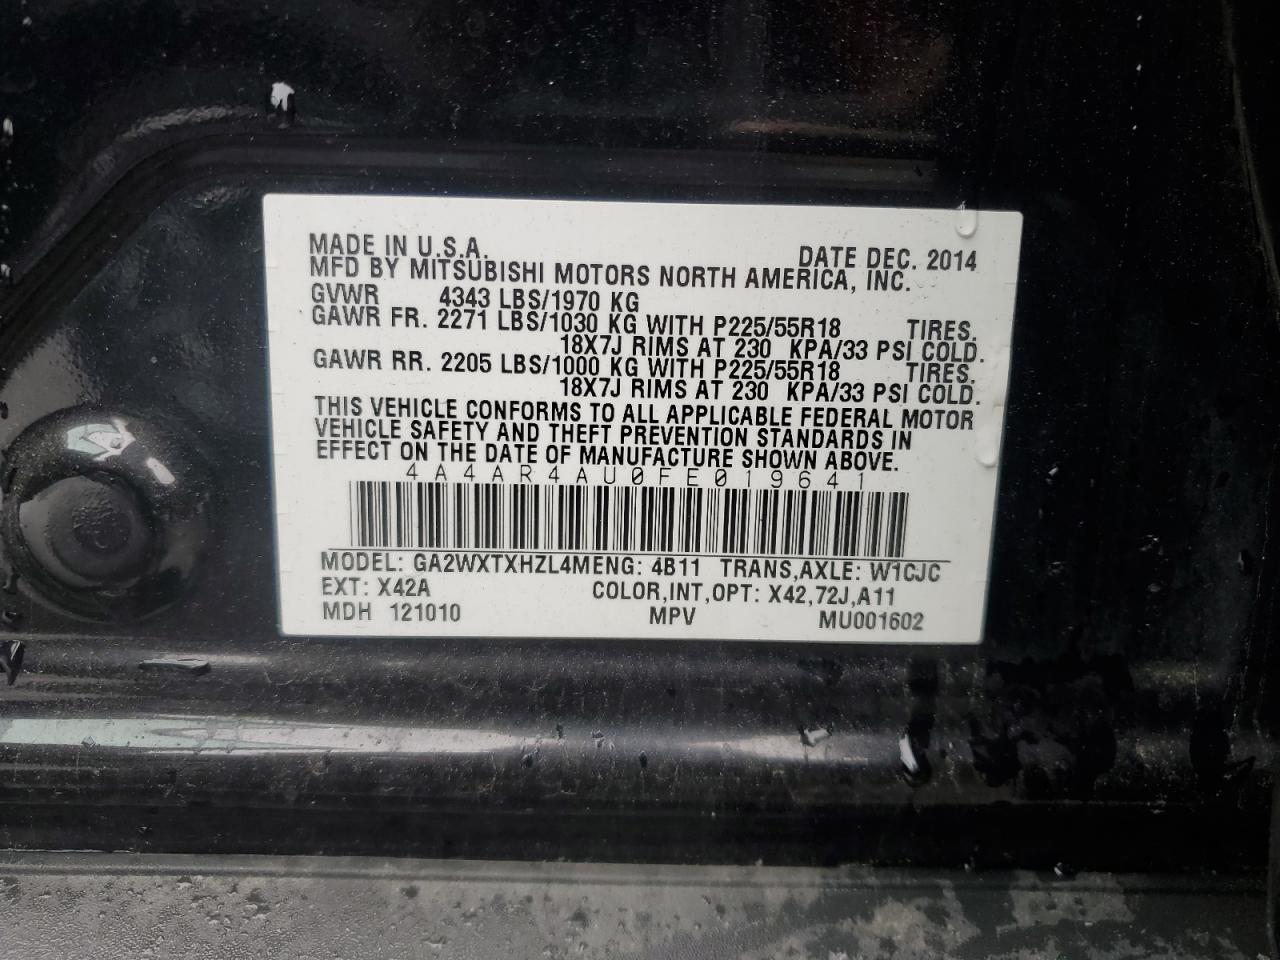 MADE IN U.S.A. DATE DEC. 2014
MFD BY MITSUBISHI MOTORS NORTH AMERICA, INC.
GVWR 4343 LBS/1970 KG
GAWR FR. 2271 LBS/1030 KG WITH P225/55R18 TIRES.
18X7J RIMS AT 230 KPA/33 PSI COLD.
GAWR RR. 2205 LBS/1000 KG WITH P225/55R18 TIRES.
18X7J RIMS AT 230 KPA/33 PSI COLD.
THIS VEHICLE CONFORMS TO ALL APPLICABLE FEDERAL MOTOR
VEHICLE SAFETY AND THEFT PREVENTION STANDARDS IN
EFFECT ON THE DATE OF MANUFACTURE SHOWN ABOVE.
4A4AR4AU0FE019641
MODEL: GA2WXTXHZL4MENG: 4B11 TRANS,AXLE: W1CJC
EXT: X42A COLOR,INT,OPT: X42,72J,A11
MDH 121010 MPV MU001602